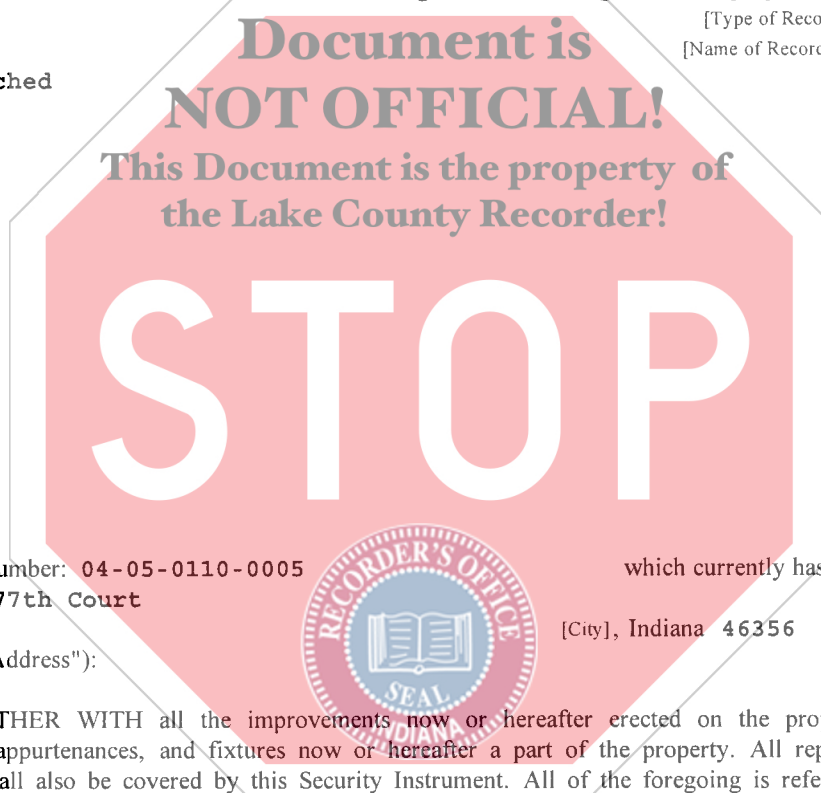 [Type of Reco
Document is
[Name of Record
ched
NOT OFFICIAL!
This Document is the property of
the Lake County Recorder!
STOP
umber: 04-05-0110-0005 which currently has
77th Court
[City], Indiana 46356
Address"):
RECORDER'S OFFICE
SEAL
INDIANA
THER WITH all the improvements now or hereafter erected on the pro
appurtenances, and fixtures now or hereafter a part of the property. All rep
all also be covered by this Security Instrument. All of the foregoing is refe